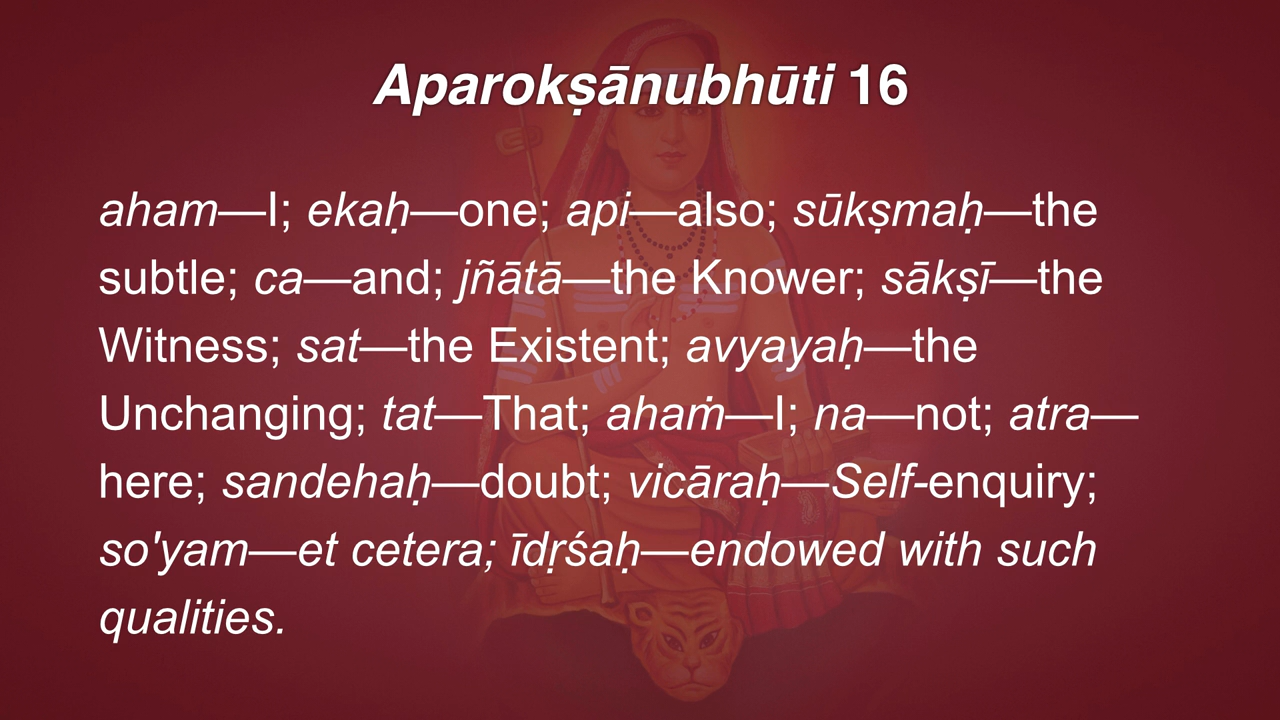 Aparokṣānubhūti 16
aham—I; ekaḥ—one; api—also; sūkṣmaḥ—the
subtle; ca—and; jñātā—the Knower; sākṣī—the
Witness; sat—the Existent; avyayaḥ—the
Unchanging; tat—That; ahaṁ—I; na—not; atra—
here; sandehaḥ—doubt; vicāraḥ—Self-enquiry;
so'yam—et cetera; īdṛśaḥ—endowed with such
qualities.